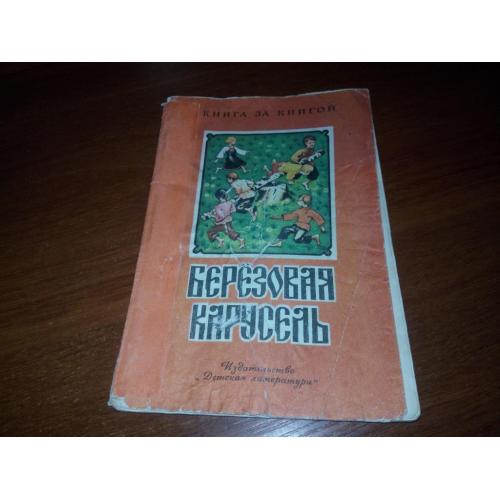 КНИГА ЗА КНИГОЙ
БЕРЁЗОВАЯ
КАРУСЕЛЬ
Издательство
„Детская литература"